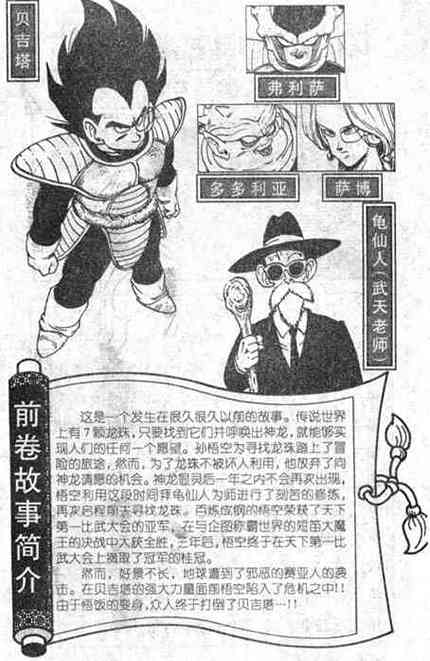 贝吉塔
弗利萨
多多利亚
萨博
龟仙人(武天老师)
前卷故事简介
这是一个发生在很久很久以前的故事。传说世界
上有7颗龙珠,只要找到它们并呼唤出神龙,就能够实
现人们的任何一个愿望。孙悟空为寻找龙珠踏上了冒
险的旅途,然而,为了龙珠不被坏人利用,他放弃了向
神龙请愿的机会。神龙显灵后一年之内不会再次出现,
悟空利用这段时间拜龟仙人为师进行了刻苦的修炼,
再次启程前去寻找龙珠。百炼成钢的悟空荣获了天下
第一比武大会的亚军,在与企图称霸世界的短笛大魔
王的决战中大获全胜,三年后,悟空终于在天下第一比
武大会上摘取了冠军的桂冠。
然而,好景不长,地球遭到了邪恶的赛亚人的袭
击。在贝吉塔的强大力量面前悟空陷入了危机之中!!
由于悟饭的变身,众人终于打倒了贝吉塔…!!